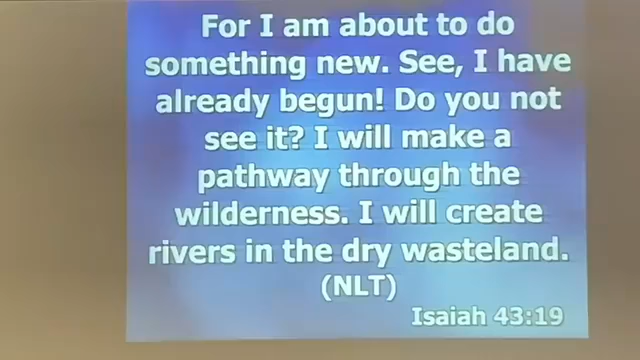 For I am about to do
something new. See, I have
already begun! Do you not
see it? I will make a
pathway through the
wilderness. I will create
rivers in the dry wasteland.
(NLT)
Isaiah 43:19